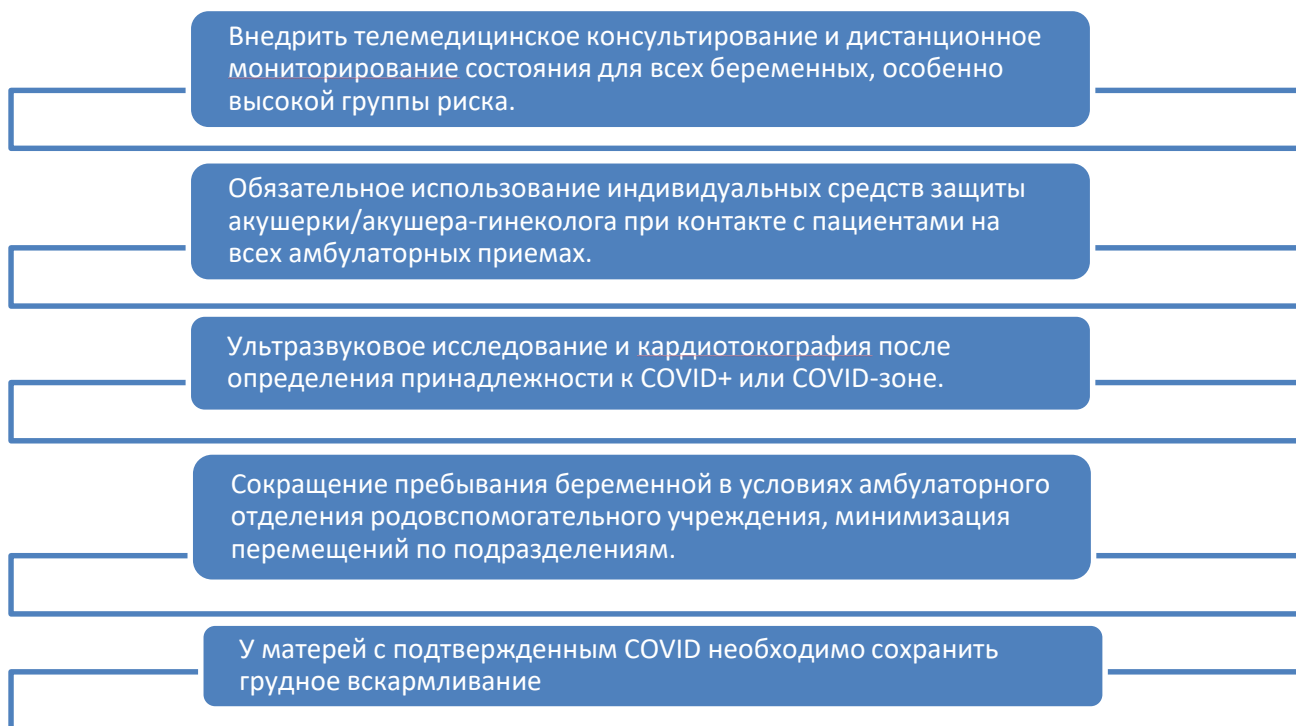 Внедрить телемедицинское консультирование и дистанционное
мониторирование состояния для всех беременных, особенно
высокой группы риска.
Обязательное использование индивидуальных средств защиты
акушерки/акушера-гинеколога при контакте с пациентами на
всех амбулаторных приемах.
Ультразвуковое исследование и кардиотокография после
определения принадлежности к COVID+ или COVID-зоне.
Сокращение пребывания беременной в условиях амбулаторного
отделения родовспомогательного учреждения, минимизация
перемещений по подразделениям.
У матерей с подтвержденным COVID необходимо сохранить
грудное вскармливание